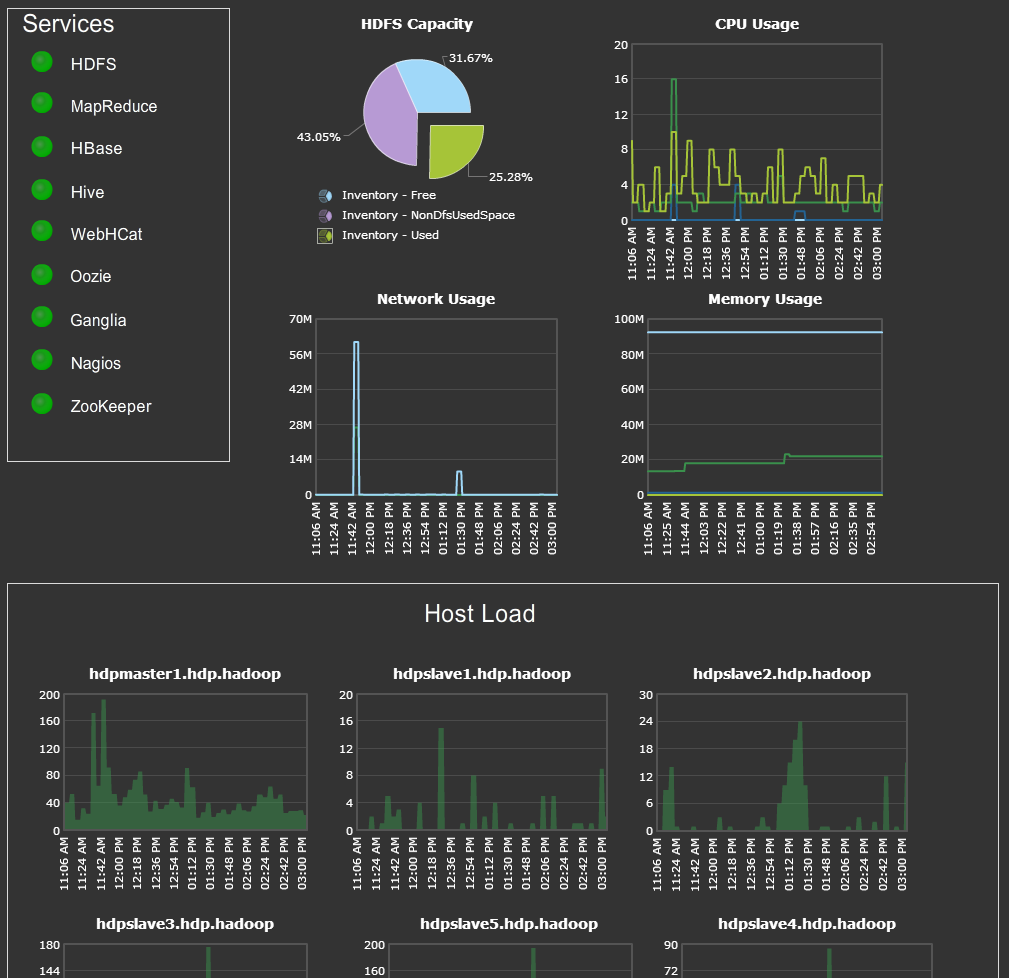 Services
HDFS
MapReduce
HBase
Hive
WebHCat
Oozie
Ganglia
Nagios
ZooKeeper
HDFS Capacity
31.67%
43.05%
25.28%
Inventory - Free
Inventory - NonDfsUsedSpace
Inventory - Used
CPU Usage
20
16
12
8
4
0
11:06 AM
11:24 AM
11:42 AM
12:00 PM
12:18 PM
12:36 PM
12:54 PM
01:12 PM
01:30 PM
01:48 PM
02:06 PM
02:24 PM
02:42 PM
03:00 PM
Network Usage
70M
56M
42M
28M
14M
0
11:06 AM
11:24 AM
11:42 AM
12:00 PM
12:18 PM
12:36 PM
12:54 PM
01:12 PM
01:30 PM
01:48 PM
02:06 PM
02:24 PM
02:42 PM
03:00 PM
Memory Usage
100M
80M
60M
40M
20M
0
11:06 AM
11:25 AM
11:44 AM
12:03 PM
12:22 PM
12:41 PM
01:00 PM
01:19 PM
01:38 PM
01:57 PM
02:16 PM
02:35 PM
02:54 PM
Host Load
hdpmaster1.hdp.hadoop
200
160
120
80
40
0
11:06 AM
11:24 AM
11:42 AM
12:00 PM
12:18 PM
12:36 PM
12:54 PM
01:12 PM
01:30 PM
01:48 PM
02:06 PM
02:24 PM
02:42 PM
03:00 PM
hdpslave1.hdp.hadoop
20
16
12
8
4
0
11:06 AM
11:24 AM
11:42 AM
12:00 PM
12:18 PM
12:36 PM
12:54 PM
01:12 PM
01:30 PM
01:48 PM
02:06 PM
02:24 PM
02:42 PM
03:00 PM
hdpslave2.hdp.hadoop
30
24
18
12
6
0
11:06 AM
11:24 AM
11:42 AM
12:00 PM
12:18 PM
12:36 PM
12:54 PM
01:12 PM
01:30 PM
01:48 PM
02:06 PM
02:24 PM
02:42 PM
03:00 PM
hdpslave3.hdp.hadoop
180
144
hdpslave5.hdp.hadoop
200
160
hdpslave4.hdp.hadoop
90
72